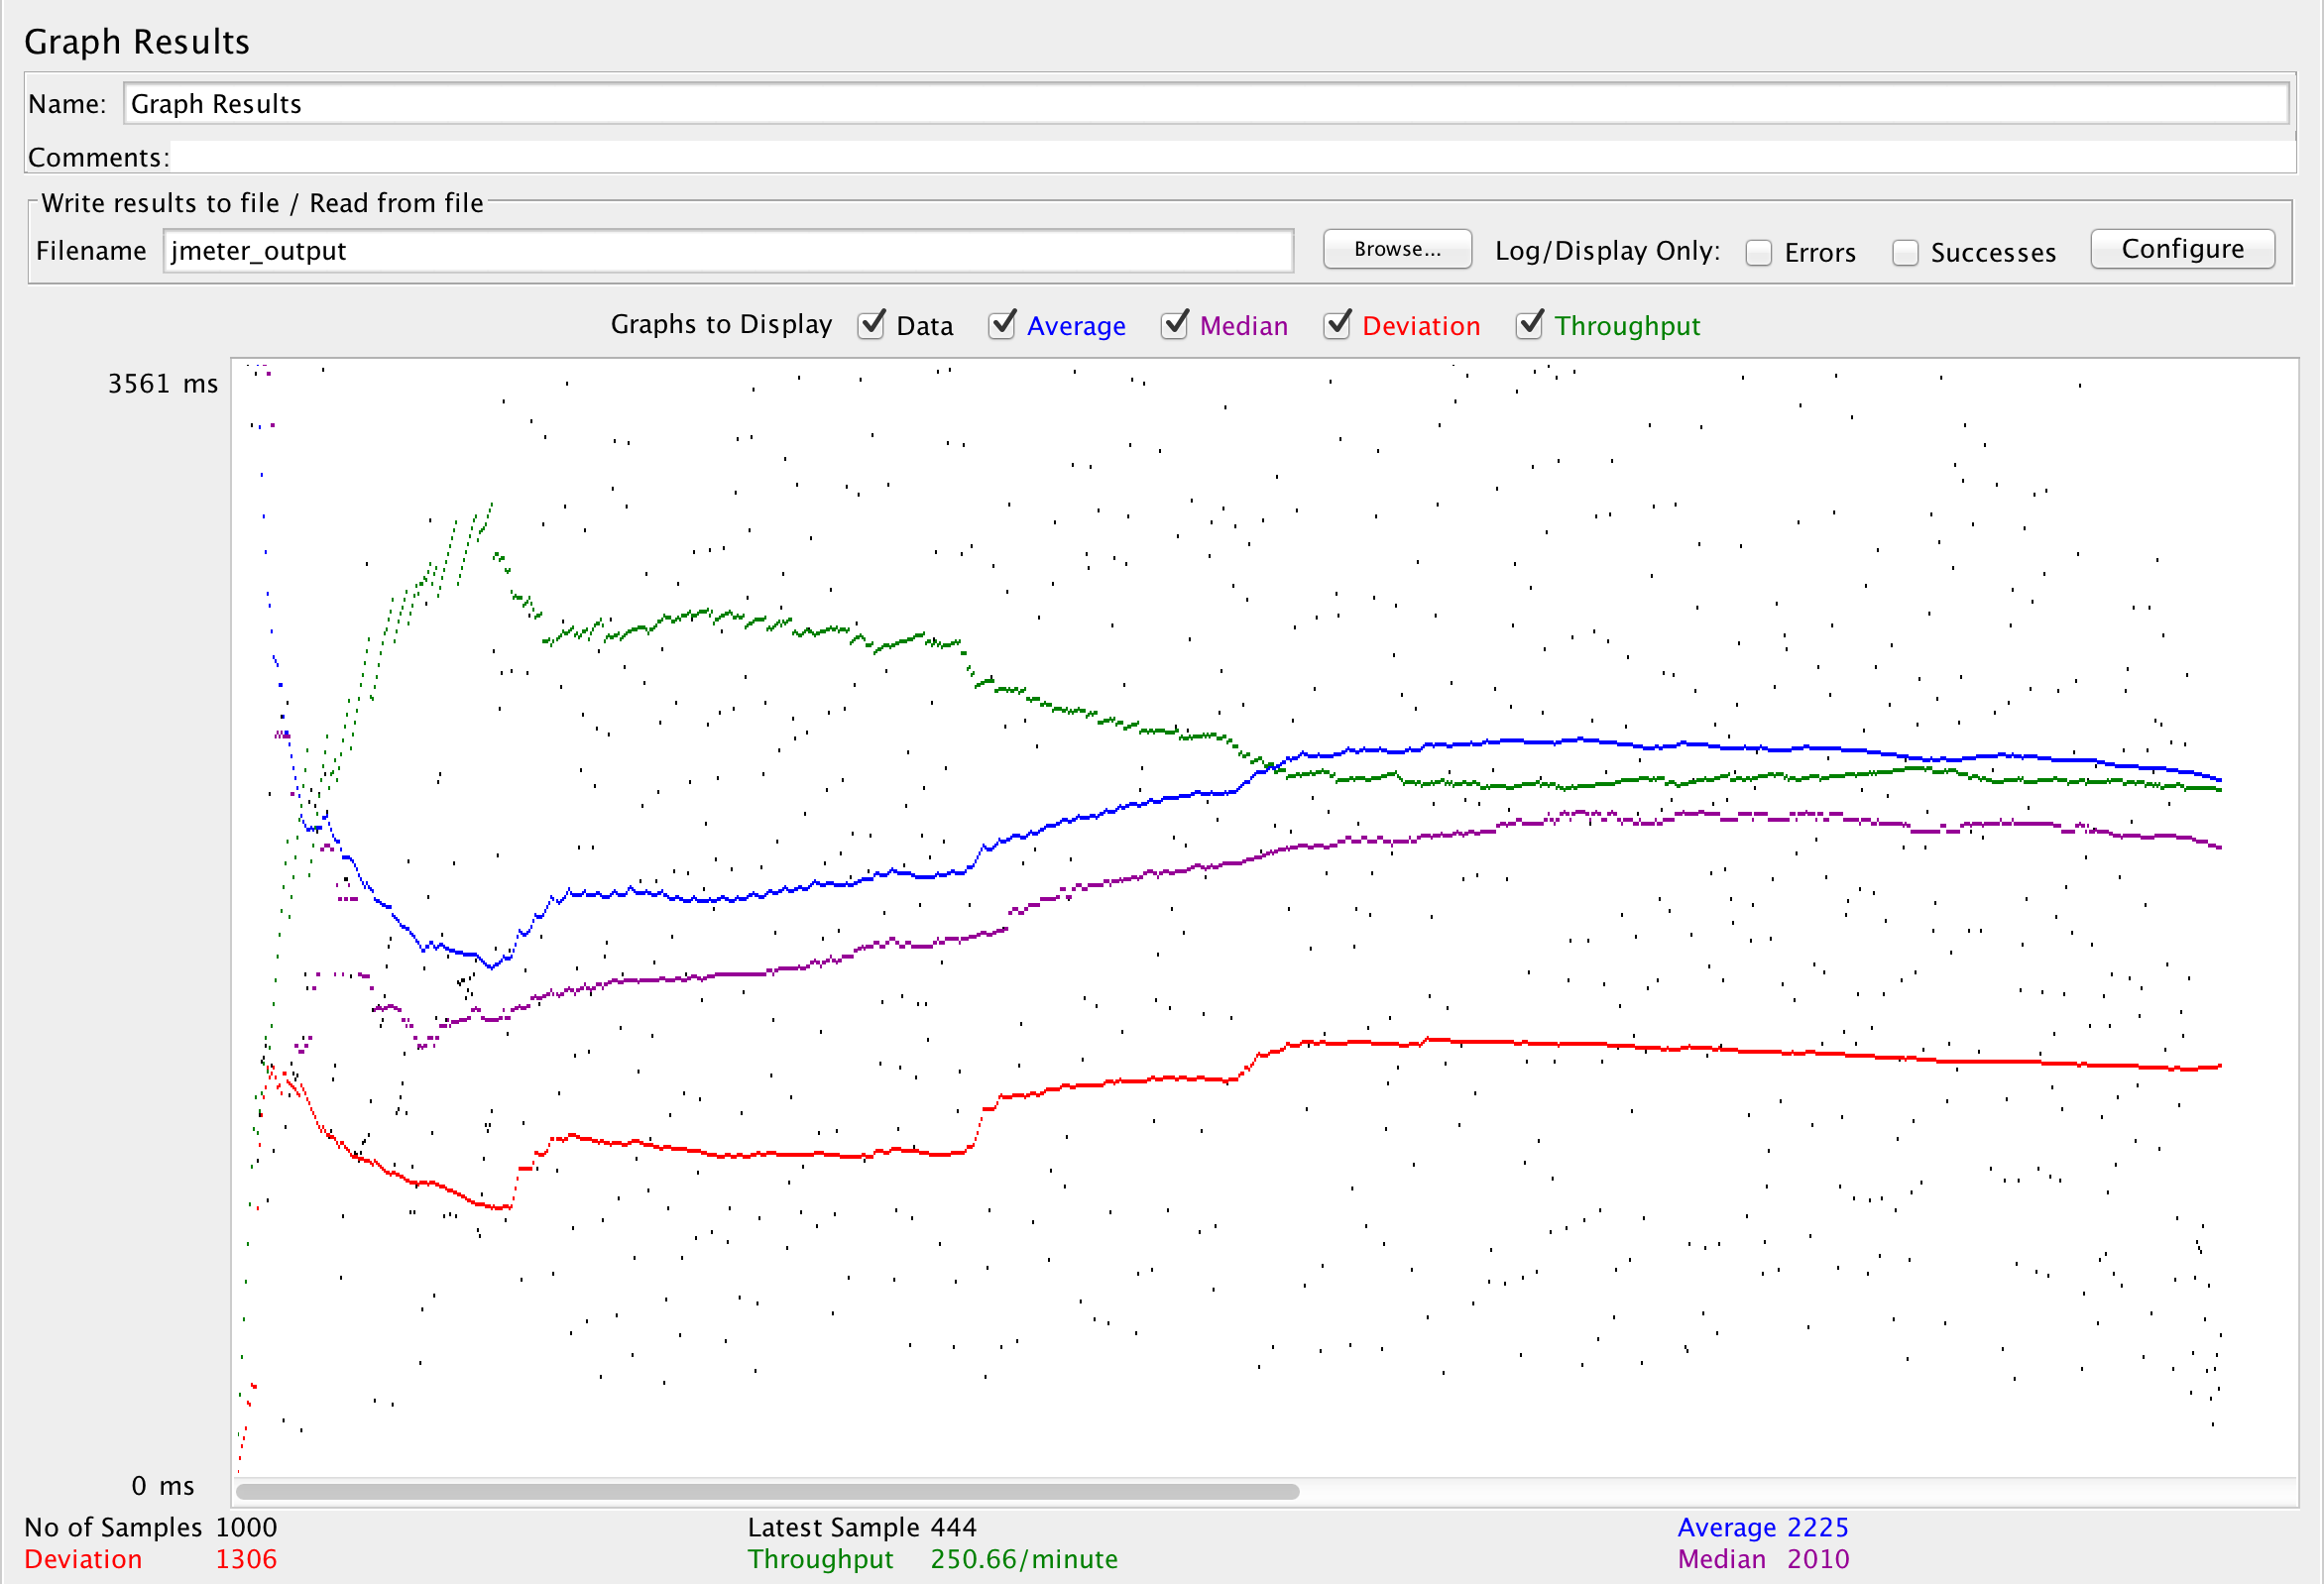 Graph Results
Name: Graph Results
Comments:
Write results to file / Read from file
Filename jmeter_output Browse... Log/Display Only: Errors Successes Configure
Graphs to Display Data Average Median Deviation Throughput
3561 ms
0 ms
No of Samples 1000 Latest Sample 444 Average 2225
Deviation 1306 Throughput 250.66/minute Median 2010